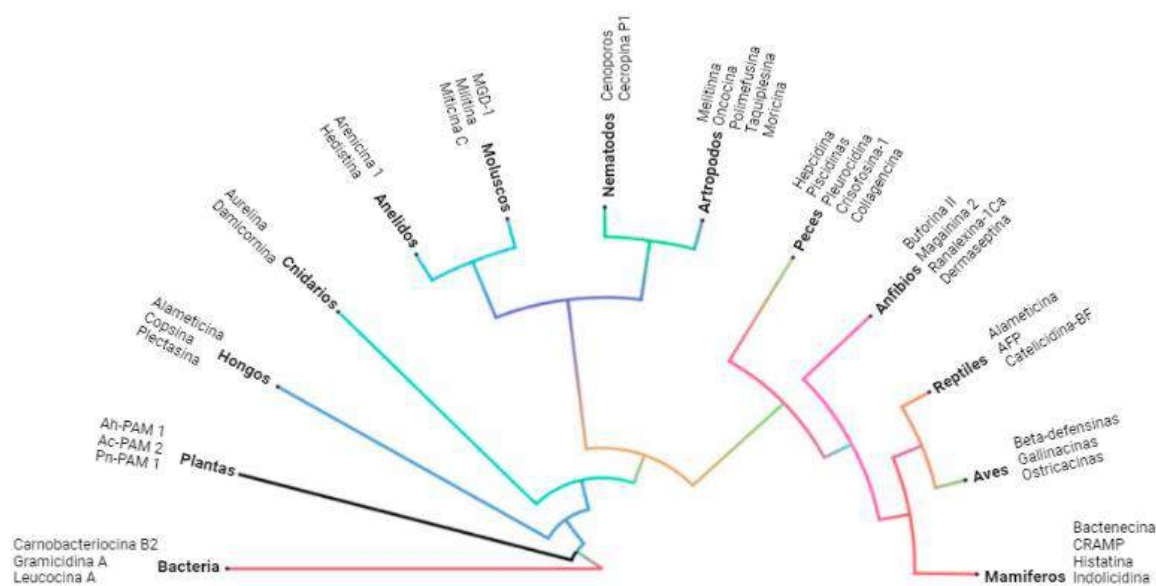 Carnobacteriocina B2
Gramicidina A
Leucocina A
Bacteria
Ah-PAM 1
Ac-PAM 2
Pn-PAM 1
Plantas
Alameticina
Copsina
Plectasina
Hongos
Aurelina
Damicornina
Cnidarios
Arenicina 1
Hedistina
Anelidos
MGD-1
Militina
Miticina C
Moluscos
Cenoporos
Cecropina P1
Nematodos
Melitinna
Oncocina
Polimefusina
Taquiplesina
Moricina
Artropodos
Hepcidina
Piscidinas
Pleurocidina
Crisofosina-1
Collagencina
Peces
Buforina II
Magainina 2
Ranalexina-1Ca
Dermaseptina
Anfibios
Alameticina
AFP
Catelicidina-BF
Reptiles
Beta-defensinas
Gallinacinas
Ostricacinas
Aves
Bactenecina
CRAMP
Histatina
Indolicidina
Mamiferos